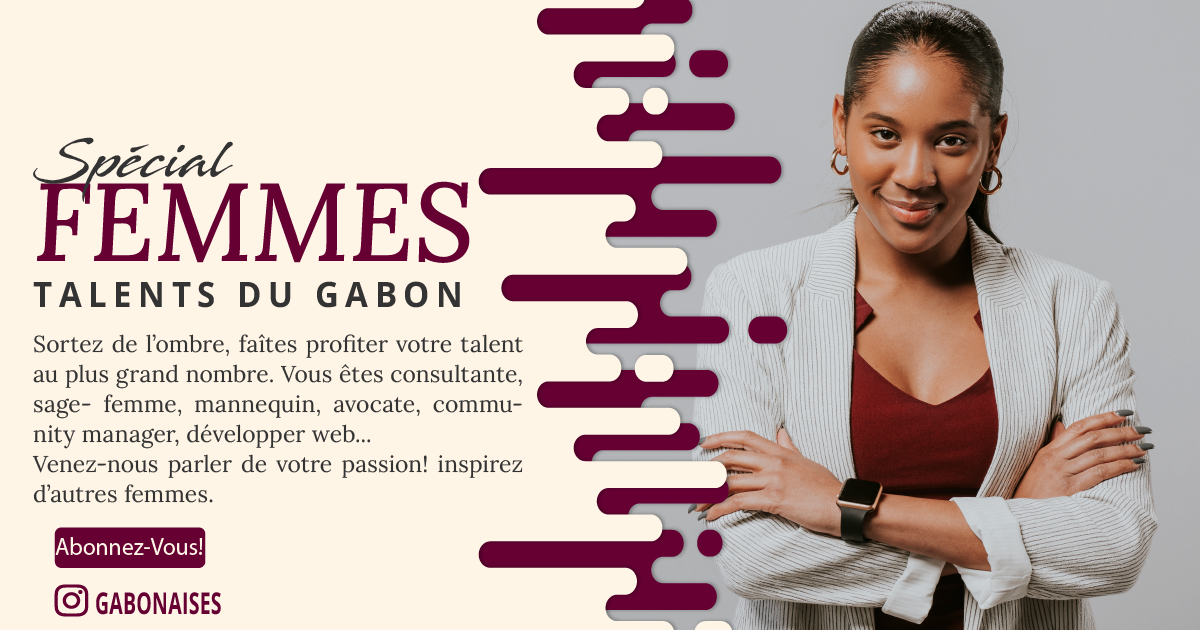 Spécial
FEMMES
TALENTS DU GABON
Sortez de l’ombre, faîtes profiter votre talent
au plus grand nombre. Vous êtes consultante,
sage- femme, mannequin, avocate, commu-
nity manager, développer web...
Venez-nous parler de votre passion! inspirez
d’autres femmes.
Abonnez-Vous!
GABONAISES